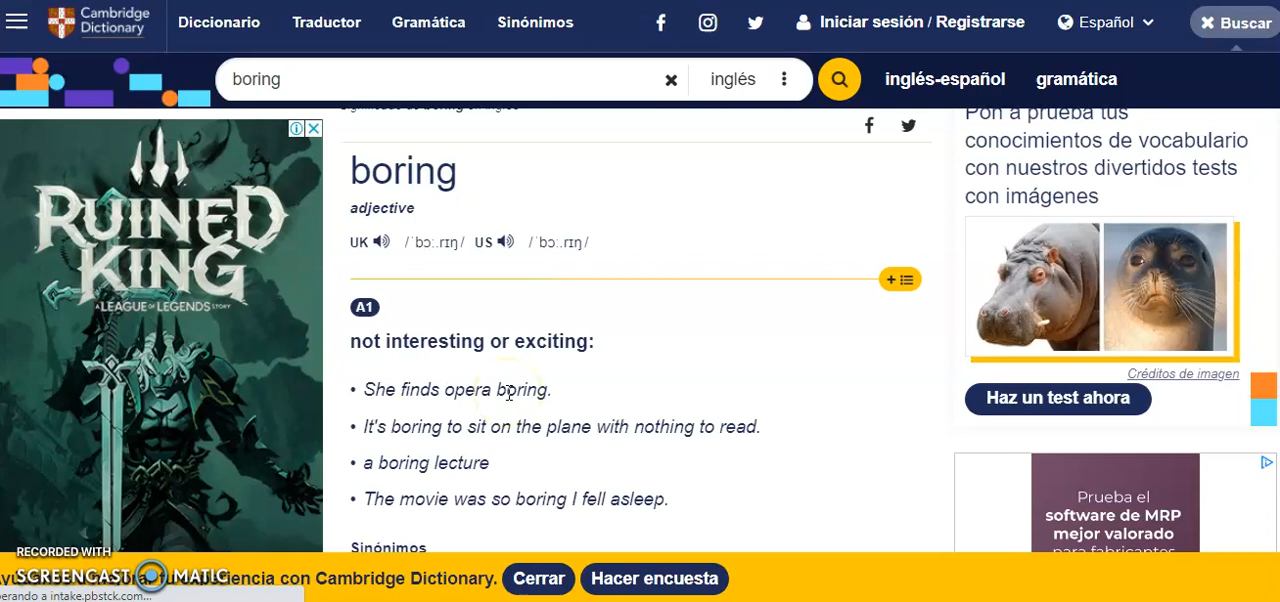 Cambridge Dictionary
Diccionario
Traductor
Gramática
Sinónimos
Iniciar sesión / Registrarse
Español
Buscar
boring
inglés
inglés-español
gramática
boring
adjective
UK /ˈbɔː.rɪŋ/ US /ˈbɔː.rɪŋ/
A1
not interesting or exciting:
• She finds opera boring.
• It's boring to sit on the plane with nothing to read.
• a boring lecture
• The movie was so boring I fell asleep.
Sinónimos
RUINED
KING
A LEAGUE OF LEGENDS STORY
Pon a prueba tus
conocimientos de vocabulario
con nuestros divertidos tests
con imágenes
Créditos de imagen
Haz un test ahora
Prueba el
software de MRP
mejor valorado
para fabricantes
RECORDED WITH
SCREENCAST MATIC
experiencia con Cambridge Dictionary.
Cerrar
Hacer encuesta
erando a intake.pbstck.com...